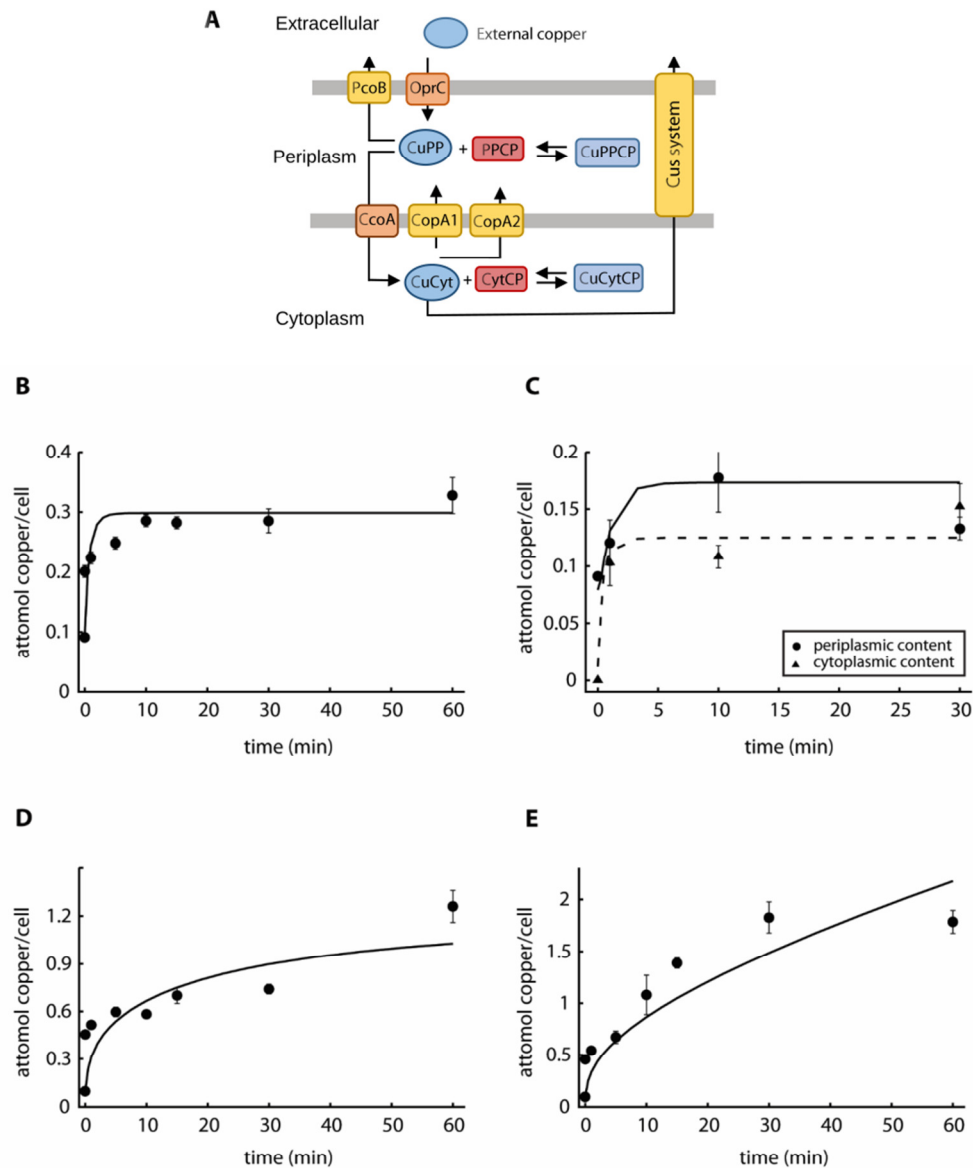 A
Extracellular
External copper
PcoB
OprC
Periplasm
CuPP + PPCP CuPPCP
Cus system
CcoA
CopA1
CopA2
CuCyt + CytCP CuCytCP
Cytoplasm
B
attomol copper/cell
0.4
0.3
0.2
0.1
0
0 10 20 30 40 50 60
time (min)
C
attomol copper/cell
0.2
0.15
0.1
0.05
0
periplasmic content
cytoplasmic content
0 5 10 15 20 25 30
time (min)
D
attomol copper/cell
1.2
0.9
0.6
0.3
0
0 10 20 30 40 50 60
time (min)
E
attomol copper/cell
2
1.5
1
0.5
0
0 10 20 30 40 50 60
time (min)